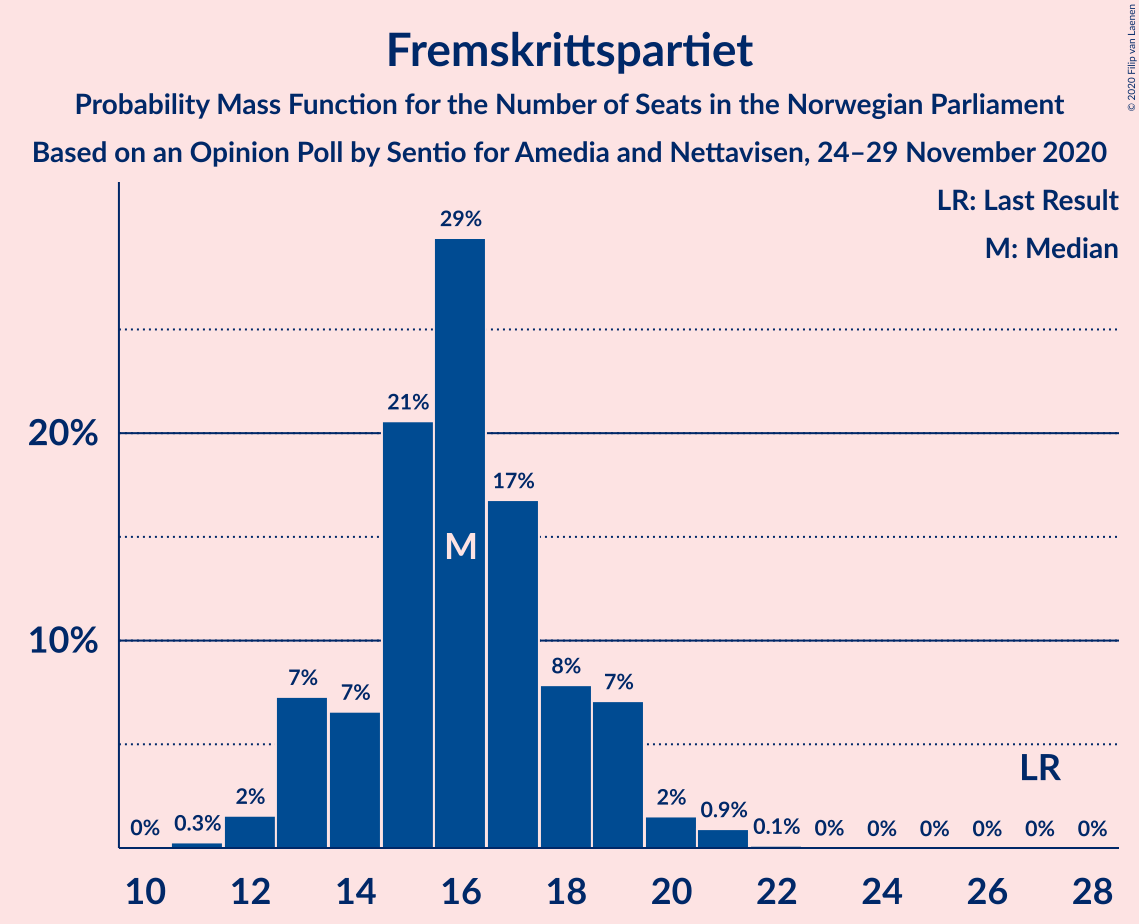 © 2020 Filip van Laenen
Fremskrittspartiet
Probability Mass Function for the Number of Seats in the Norwegian Parliament
Based on an Opinion Poll by Sentio for Amedia and Nettavisen, 24–29 November 2020
LR: Last Result
M: Median
29%
21%
20%
17%
M
10%
8%
7%
7%
7%
LR
2%
2%
0.9%
0% 0.3% 0.1% 0% 0% 0% 0% 0% 0%
10 12 14 16 18 20 22 24 26 28